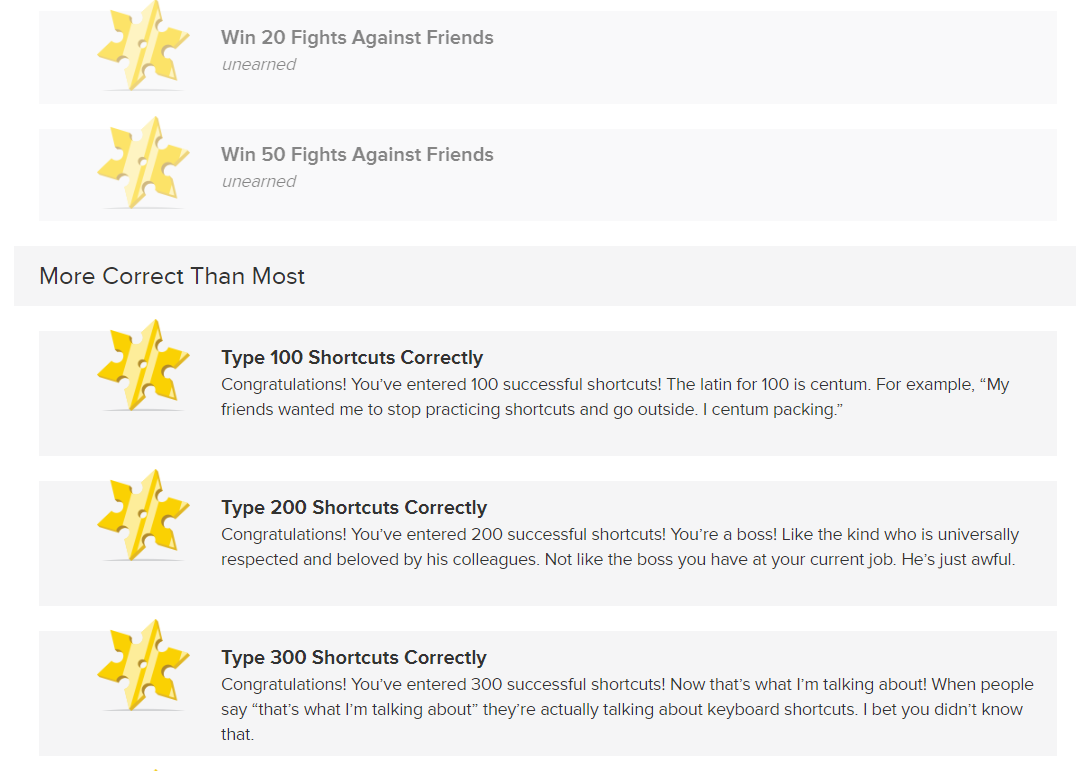 Win 20 Fights Against Friends
unearned
Win 50 Fights Against Friends
unearned
More Correct Than Most
Type 100 Shortcuts Correctly
Congratulations! You’ve entered 100 successful shortcuts! The latin for 100 is centum. For example, “My
friends wanted me to stop practicing shortcuts and go outside. I centum packing.”
Type 200 Shortcuts Correctly
Congratulations! You’ve entered 200 successful shortcuts! You’re a boss! Like the kind who is universally
respected and beloved by his colleagues. Not like the boss you have at your current job. He’s just awful.
Type 300 Shortcuts Correctly
Congratulations! You’ve entered 300 successful shortcuts! Now that’s what I’m talking about! When people
say “that’s what I’m talking about” they’re actually talking about keyboard shortcuts. I bet you didn’t know
that.